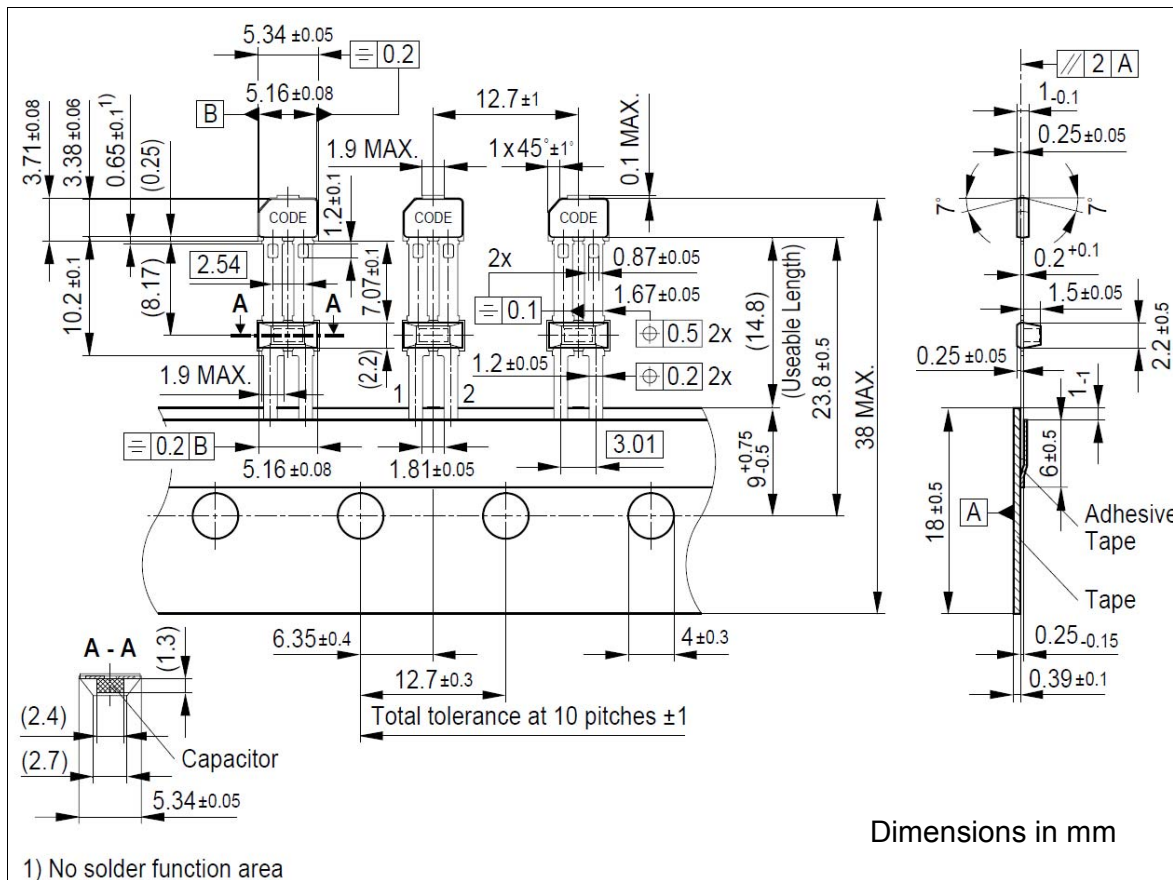 5.34 ±0.05
⌯ 0.2
5.16 ±0.08
B
12.7 ±1
// 2 A
1 -0.1
0.25 ±0.05
3.71 ±0.08
3.38 ±0.06
0.65 ±0.1 1)
(0.25)
1.9 MAX.
1 x 45° ±1°
0.1 MAX.
1.2 ±0.1
CODE
CODE
CODE
7°
7°
10.2 ±0.1
(8.17)
2.54
7.07 ±0.1
2x
⌯ 0.1
0.87 ±0.05
1.67 ±0.05
0.2 +0.1
1.5 ±0.05
A
A
⌖ 0.5 2x
(14.8)
(Useable Length)
23.8 ±0.5
38 MAX.
2.2 ±0.5
1.9 MAX.
(2.2)
1.2 ±0.05
⌖ 0.2 2x
0.25 ±0.05
1 -1
1
2
⌯ 0.2 B
5.16 ±0.08
1.81 ±0.05
3.01
9 +0.75 -0.5
18 ±0.5
6 ±0.5
A
Adhesive
Tape
Tape
6.35 ±0.4
4 ±0.3
0.25 -0.15
0.39 ±0.1
12.7 ±0.3
Total tolerance at 10 pitches ±1
A - A
(1.3)
(2.4)
(2.7)
Capacitor
5.34 ±0.05
Dimensions in mm
1) No solder function area